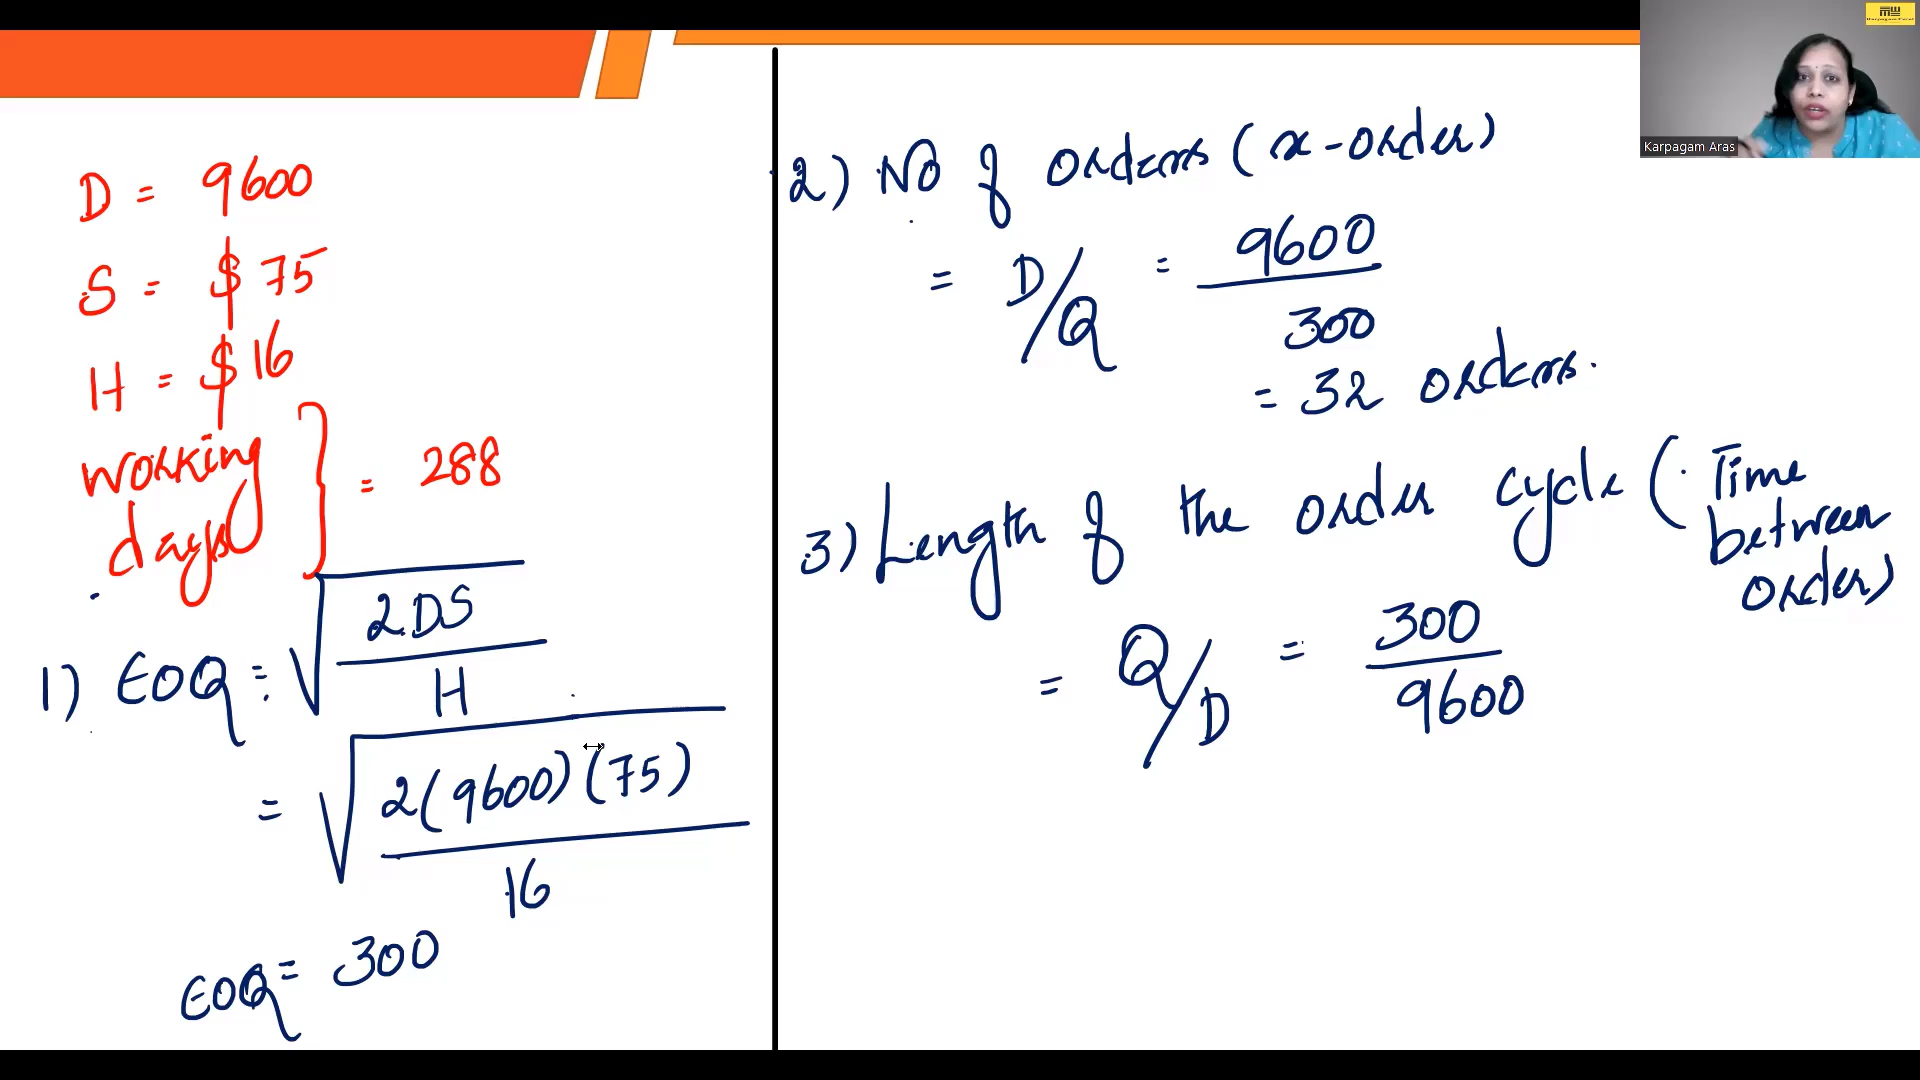 D = 9600
S = $ 75
H = $ 16
Working days } = 288
1) EOQ = √ 2DS / H
= √ 2(9600)(75) / 16
EOQ = 300
2) No of orders (x-order)
= D/Q = 9600 / 300
= 32 orders.
3) Length of the order cycle (Time between order)
= Q/D = 300 / 9600
Karpagam Aras